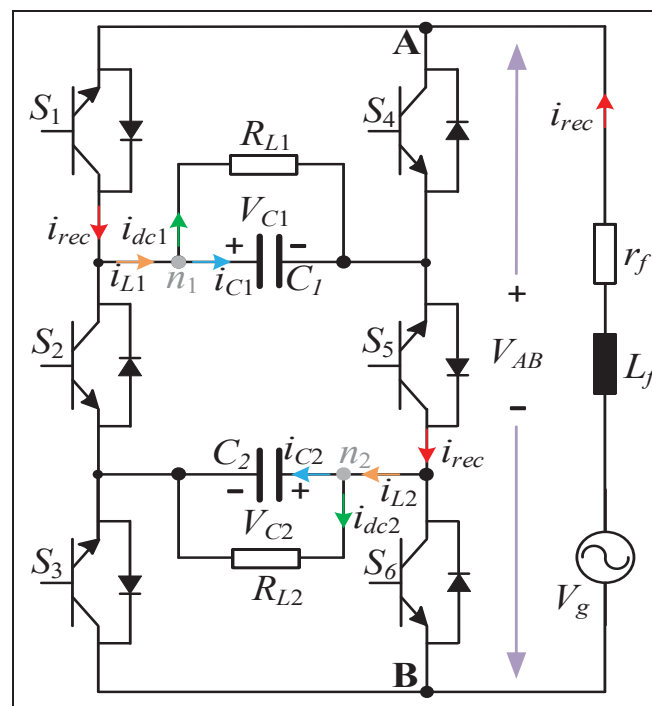 A
S1
S4
irec
RL1
VC1
irec
idc1
+
-
iL1
n1
iC1
C1
rf
S2
S5
+
VAB
-
Lf
C2
iC2
n2
irec
-
+
iL2
VC2
idc2
S3
RL2
S6
Vg
B